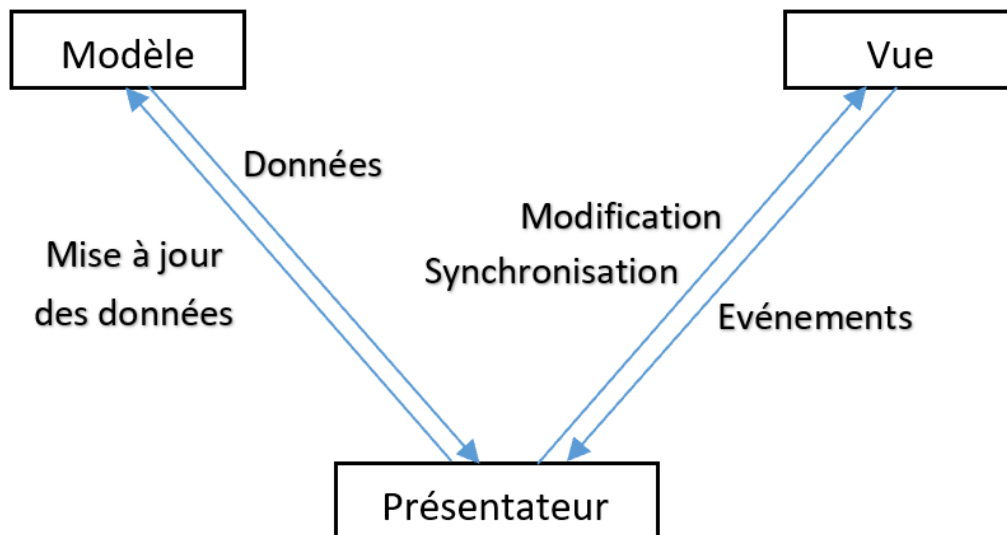 Modèle
Vue
Données
Modification
Mise à jour
Synchronisation
des données
Evénements
Présentateur